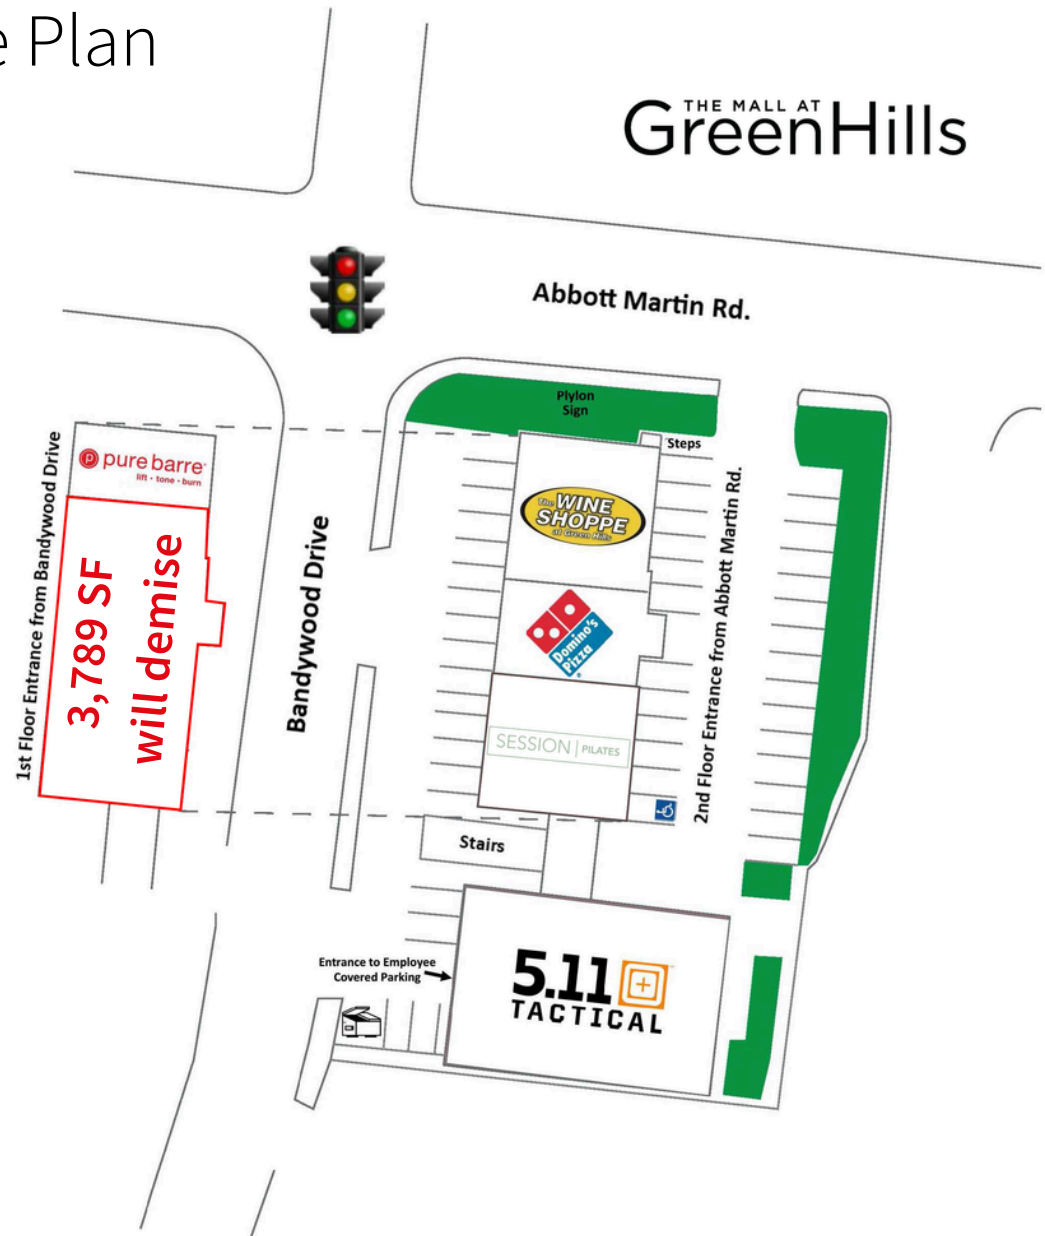 e Plan
THE MALL AT
GreenHills
Abbott Martin Rd.
Plylon
Sign
Steps
1st Floor Entrance from Bandywood Drive
p
pure barre
lift • tone • burn
3,789 SF
will demise
Bandywood Drive
The
WINE
SHOPPE
at Green Hills
Domino's
Pizza
SESSION | PILATES
2nd Floor Entrance from Abbott Martin Rd.
Stairs
Entrance to Employee
Covered Parking
5.11
TACTICAL